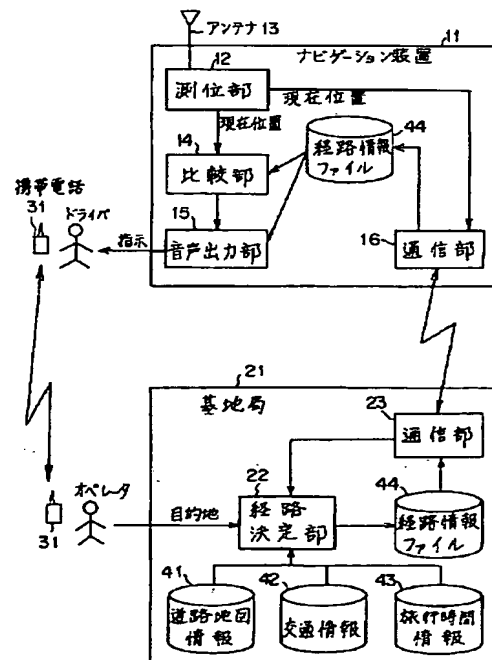 アンテナ13
11
ナビゲーション装置
12
測位部
現在位置
現在位置
44
経路情報
ファイル
14
比較部
携帯電話
31
ドライバ
15
指示
音声出力部
16
通信部
21
基地局
23
通信部
22
オペレータ
目的地
経路
決定部
44
経路情報
ファイル
31
41
道路地図
情報
42
交通情報
43
旅行時間
情報